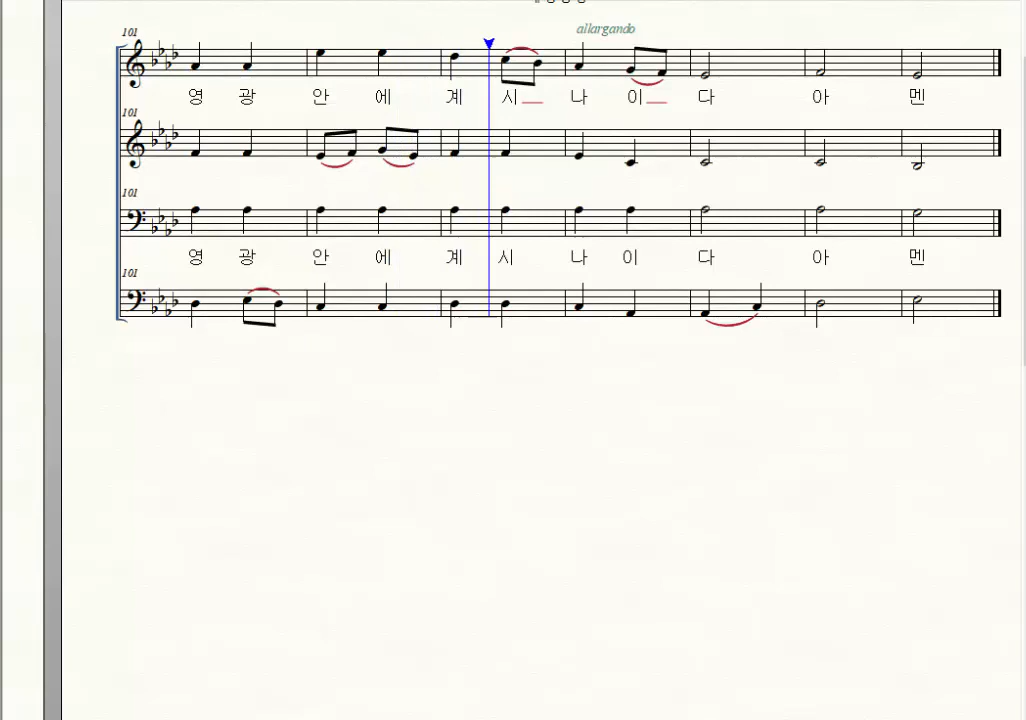 allargando
101
영 광 안 에 계 시 나 이 다 아 멘
101
101
영 광 안 에 계 시 나 이 다 아 멘
101